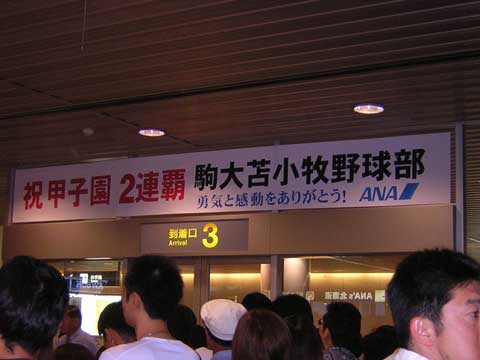 祝 甲子園 2連覇 駒大苫小牧野球部
勇気と感動をありがとう! ANA
到着口 3
Arrival